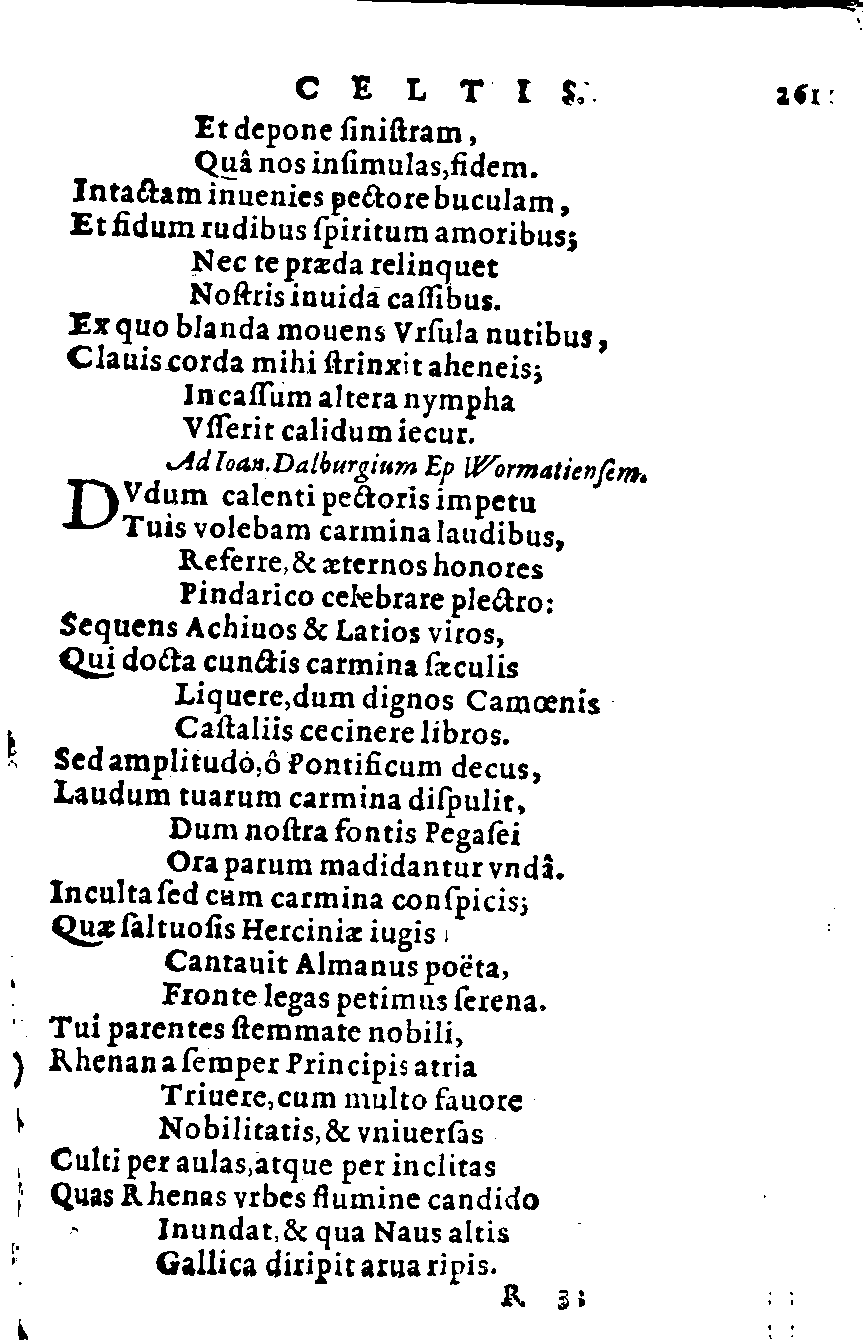 CELTIS. 261
Et depone ſiniſtram,
Quâ nos inſimulas, fidem.
Intactam inuenies pectore buculam,
Et fidum rudibus ſpiritum amoribus;
Nec te præda relinquet
Noſtris inuida caſſibus.
Ex quo blanda mouens Vrſula nutibus,
Clauis corda mihi ſtrinxit aheneis;
Incaſſum altera nympha
Vſſerit calidum iecur.
Ad Ioan. Dalburgium Ep Wormatienſem.
DVdum calenti pectoris impetu
Tuis volebam carmina laudibus,
Referre, & æternos honores
Pindarico celebrare plectro:
Sequens Achiuos & Latios viros,
Qui docta cunctis carmina ſæculis
Liquere, dum dignos Camœnis
Caſtaliis cecinere libros.
Sed amplitudo, ô Pontificum decus,
Laudum tuarum carmina diſpulit,
Dum noſtra fontis Pegaſei
Ora parum madidantur vndâ.
Inculta ſed cum carmina conſpicis;
Quæ ſaltuoſis Herciniæ iugis
Cantauit Almanus poëta,
Fronte legas petimus ſerena.
Tui parentes ſtemmate nobili,
Rhenana ſemper Principis atria
Triuere, cum multo fauore
Nobilitatis, & vniuerſas
Culti per aulas, atque per inclitas
Quas Rhenas vrbes flumine candido
Inundat, & qua Naus altis
Gallica diripit arua ripis.
R 3